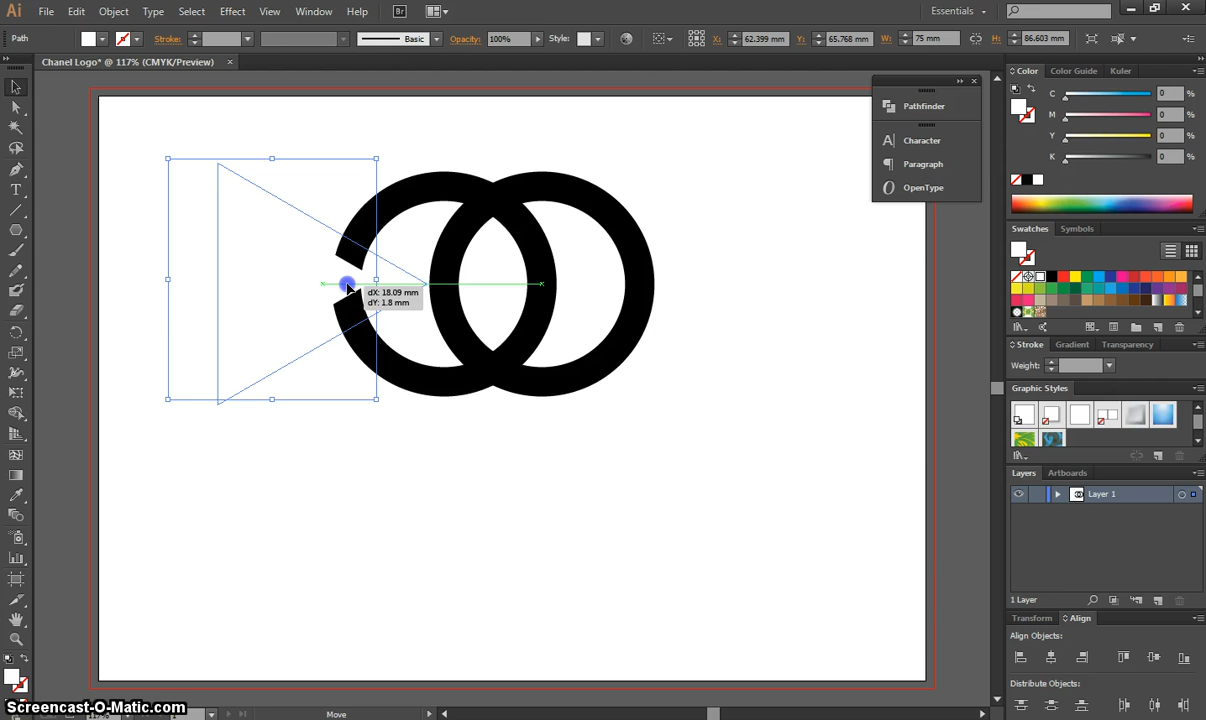 Ai File Edit Object Type Select Effect View Window Help Br Essentials
Path Stroke: Basic Opacity: 100% Style: X: 62.399 mm Y: 65.768 mm W: 75 mm H: 86.603 mm
Chanel Logo* @ 117% (CMYK/Preview)
Pathfinder
Character
Paragraph
OpenType
dX: 18.09 mm
dY: 1.8 mm
Color Color Guide Kuler
C 0 %
M 0 %
Y 0 %
K 0 %
Swatches Symbols
Stroke Gradient Transparency
Weight:
Graphic Styles
Layers Artboards
Layer 1
1 Layer
Transform Align
Align Objects:
Distribute Objects:
Screencast-O-Matic.com
117% 1 Move